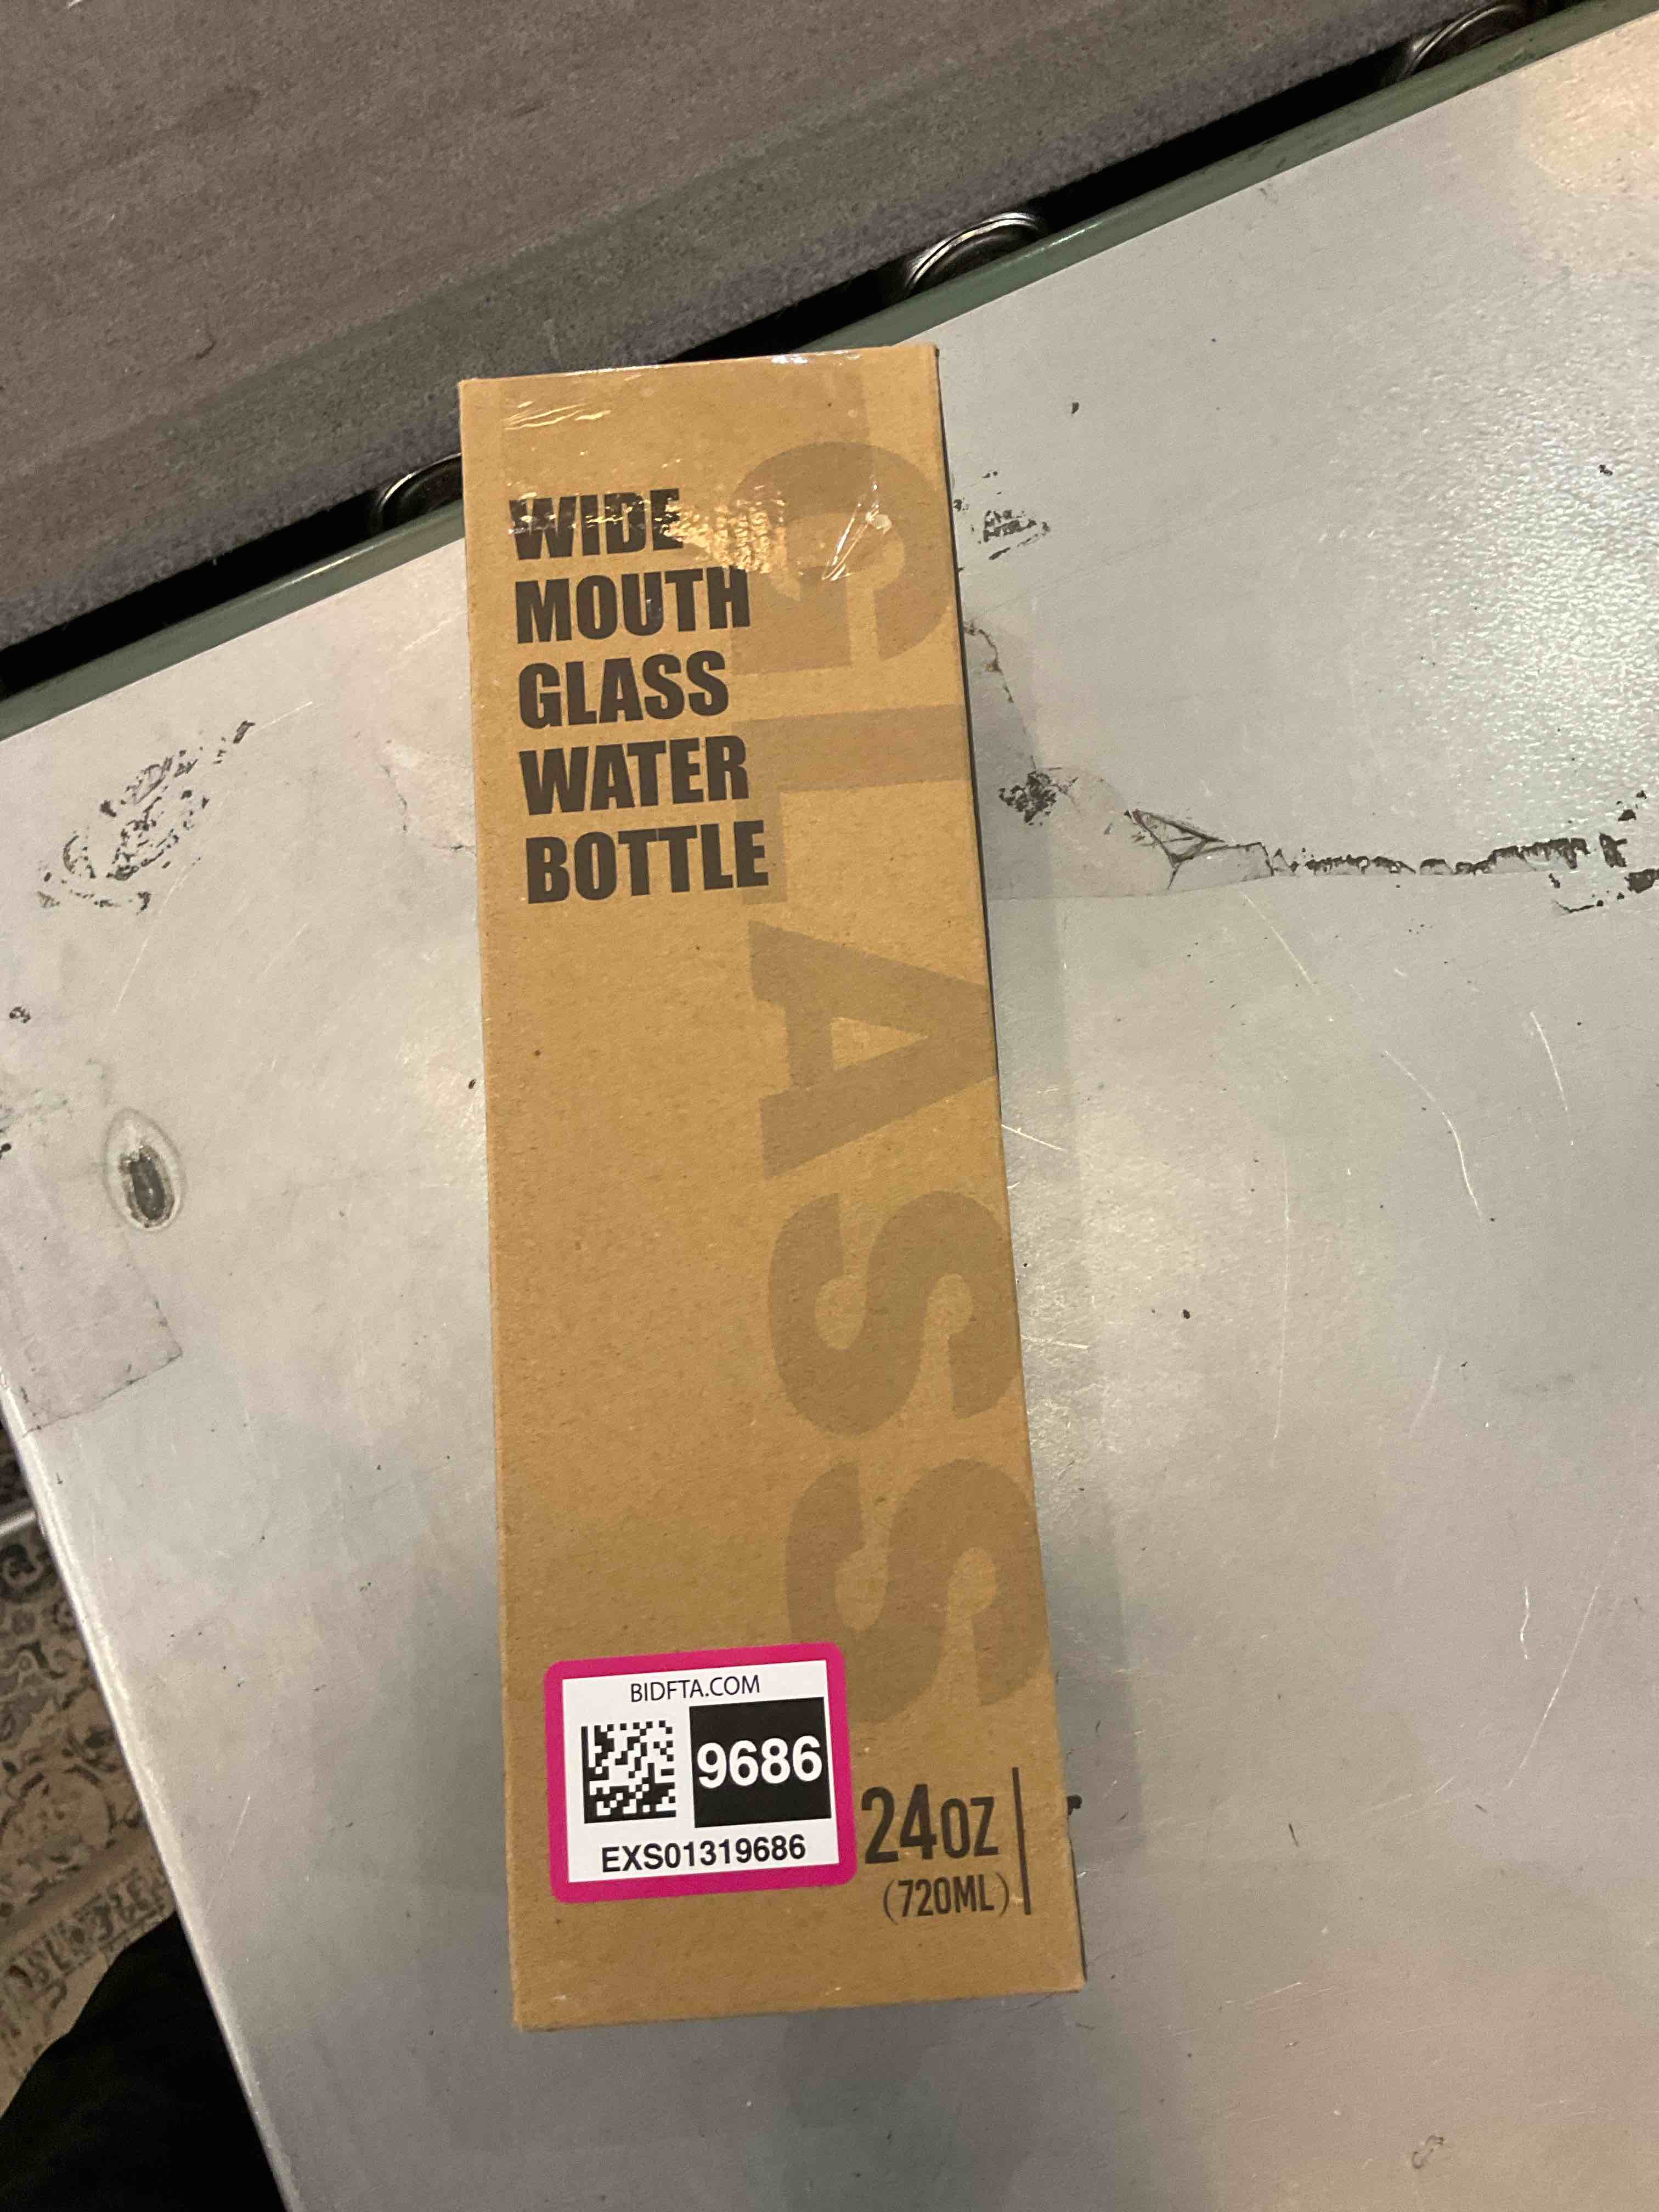 WIDE
MOUTH
GLASS
WATER
BOTTLE
GLASS
BIDFTA.COM
9686
EXS01319686
24OZ
(720ML)